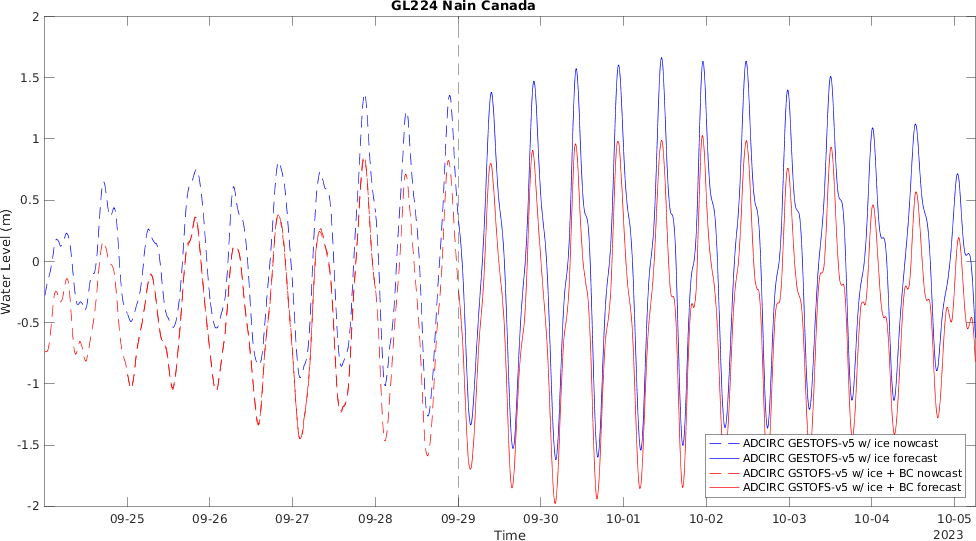 GL224 Nain Canada
2
1.5
1
0.5
0
-0.5
-1
-1.5
-2
Water Level (m)
09-25 09-26 09-27 09-28 09-29 09-30 10-01 10-02 10-03 10-04 10-05
Time
2023
ADCIRC GESTOFS-v5 w/ ice nowcast
ADCIRC GESTOFS-v5 w/ ice forecast
ADCIRC GSTOFS-v5 w/ ice + BC nowcast
ADCIRC GSTOFS-v5 w/ ice + BC forecast